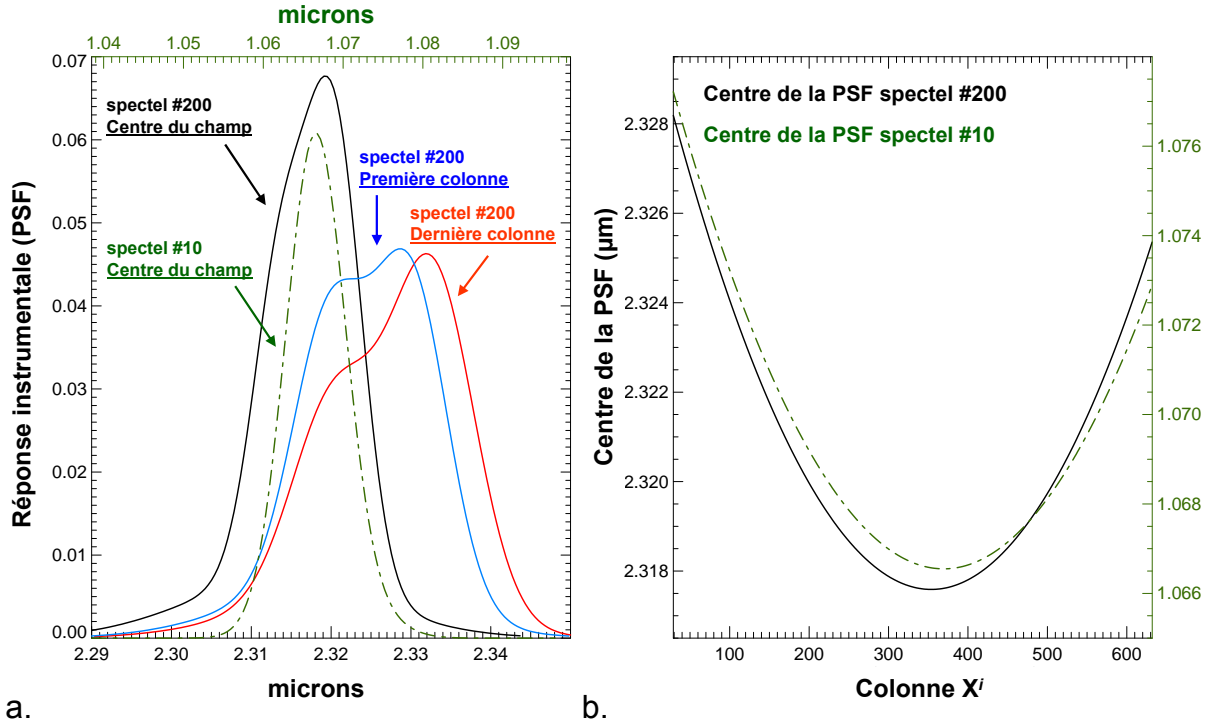 microns
1.04 1.05 1.06 1.07 1.08 1.09
0.07
0.06
0.05
0.04
0.03
0.02
0.01
0.00
Réponse instrumentale (PSF)
spectel #200
Centre du champ
spectel #200
Première colonne
spectel #200
Dernière colonne
spectel #10
Centre du champ
2.29 2.30 2.31 2.32 2.33 2.34
microns
a.
Centre de la PSF spectel #200
Centre de la PSF spectel #10
2.328
2.326
2.324
2.322
2.320
2.318
Centre de la PSF (µm)
1.076
1.074
1.072
1.070
1.068
1.066
100 200 300 400 500 600
Colonne Xⁱ
b.